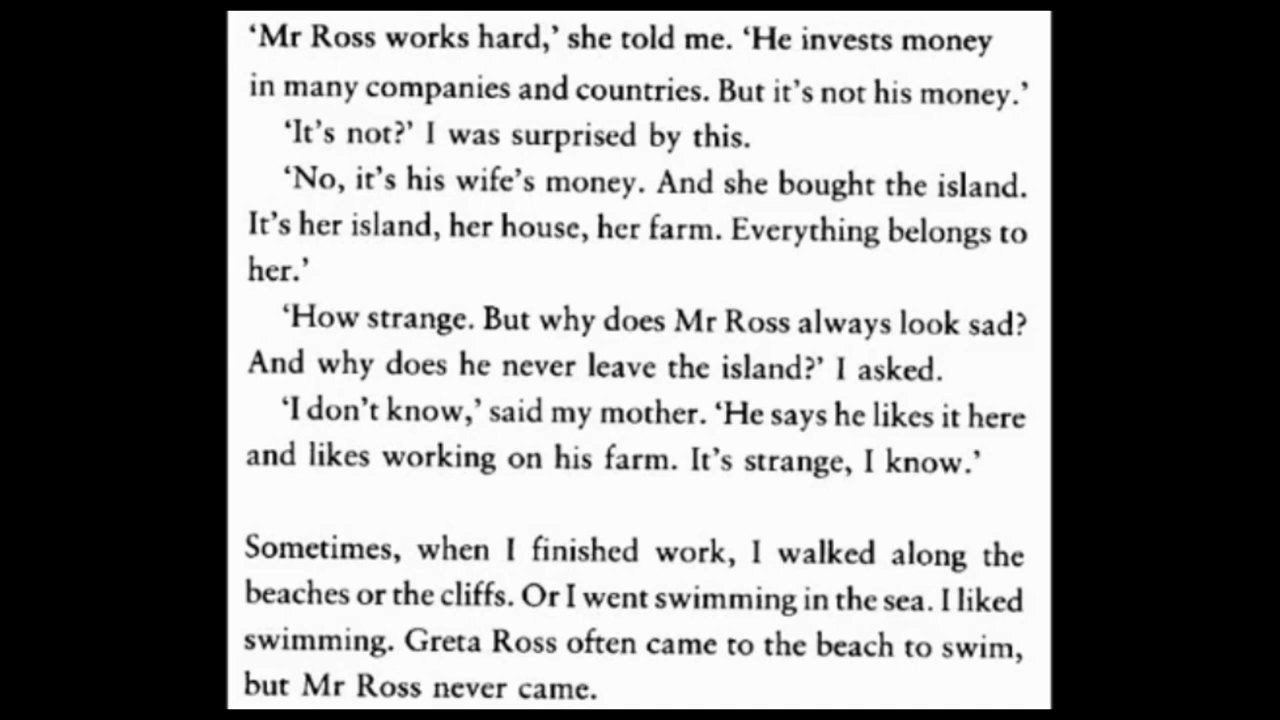 ‘Mr Ross works hard,’ she told me. ‘He invests money
in many companies and countries. But it’s not his money.’
‘It’s not?’ I was surprised by this.
‘No, it’s his wife’s money. And she bought the island.
It’s her island, her house, her farm. Everything belongs to
her.’
‘How strange. But why does Mr Ross always look sad?
And why does he never leave the island?’ I asked.
‘I don’t know,’ said my mother. ‘He says he likes it here
and likes working on his farm. It’s strange, I know.’
Sometimes, when I finished work, I walked along the
beaches or the cliffs. Or I went swimming in the sea. I liked
swimming. Greta Ross often came to the beach to swim,
but Mr Ross never came.